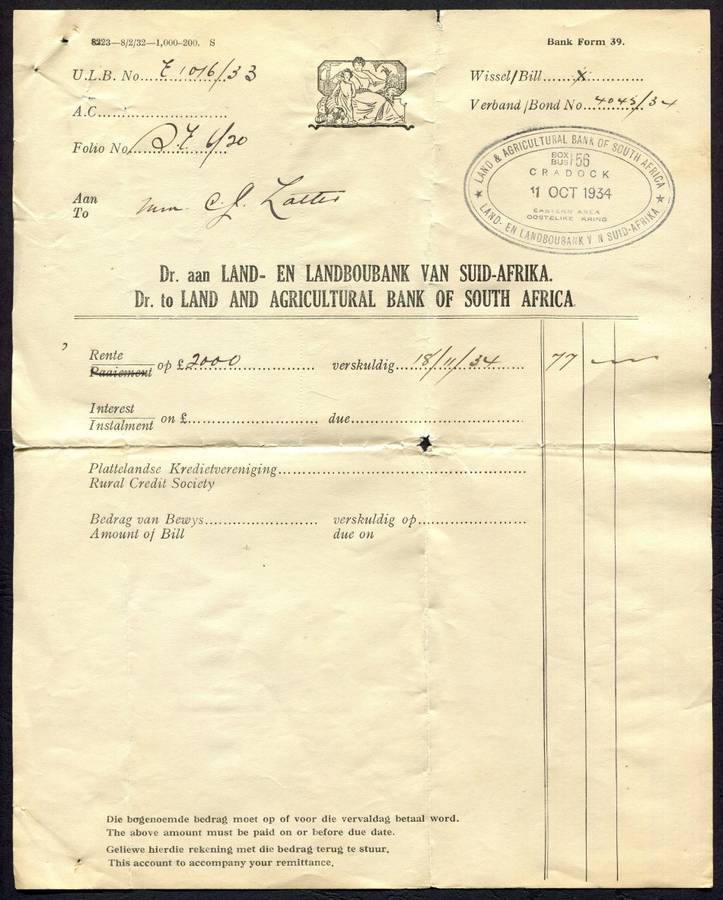 8223—8/2/32—1,000-200. S
Bank Form 39.
U.L.B. No. 1016/33
Wissel/Bill X
Verband/Bond No. 4045/34
A.C.
Folio No. 6/20
LAND & AGRICULTURAL BANK OF SOUTH AFRICA
BOX BUS 156
CRADOCK
11 OCT 1934
EASTERN AREA
OOSTELIKE KRING
LAND- EN LANDBOUBANK V N SUID-AFRIKA
Aan
To C. J.
Dr. aan LAND- EN LANDBOUBANK VAN SUID-AFRIKA.
Dr. to LAND AND AGRICULTURAL BANK OF SOUTH AFRICA.
Rente
Paaiement op £ 2000 verskuldig 18/11/34 77
Interest
Instalment on £ due
Plattelandse Kredietvereniging
Rural Credit Society
Bedrag van Bewys verskuldig op
Amount of Bill due on
Die bogenoemde bedrag moet op of voor die vervaldag betaal word.
The above amount must be paid on or before due date.
Geliewe hierdie rekening met die bedrag terug te stuur.
This account to accompany your remittance.